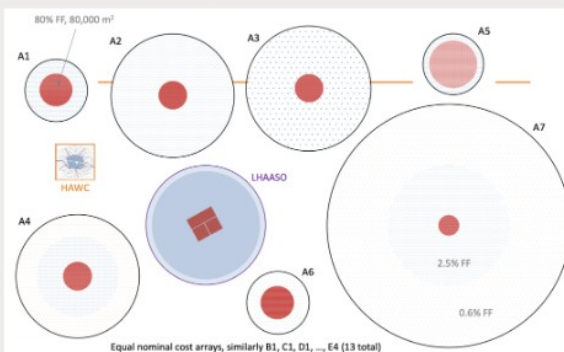 80% FF, 80,000 m²
A1
A2
A3
A5
A7
HAWC
LHAASO
A4
A6
2.5% FF
0.6% FF
Equal nominal cost arrays, similarly B1, C1, D1, ..., E4 (13 total)